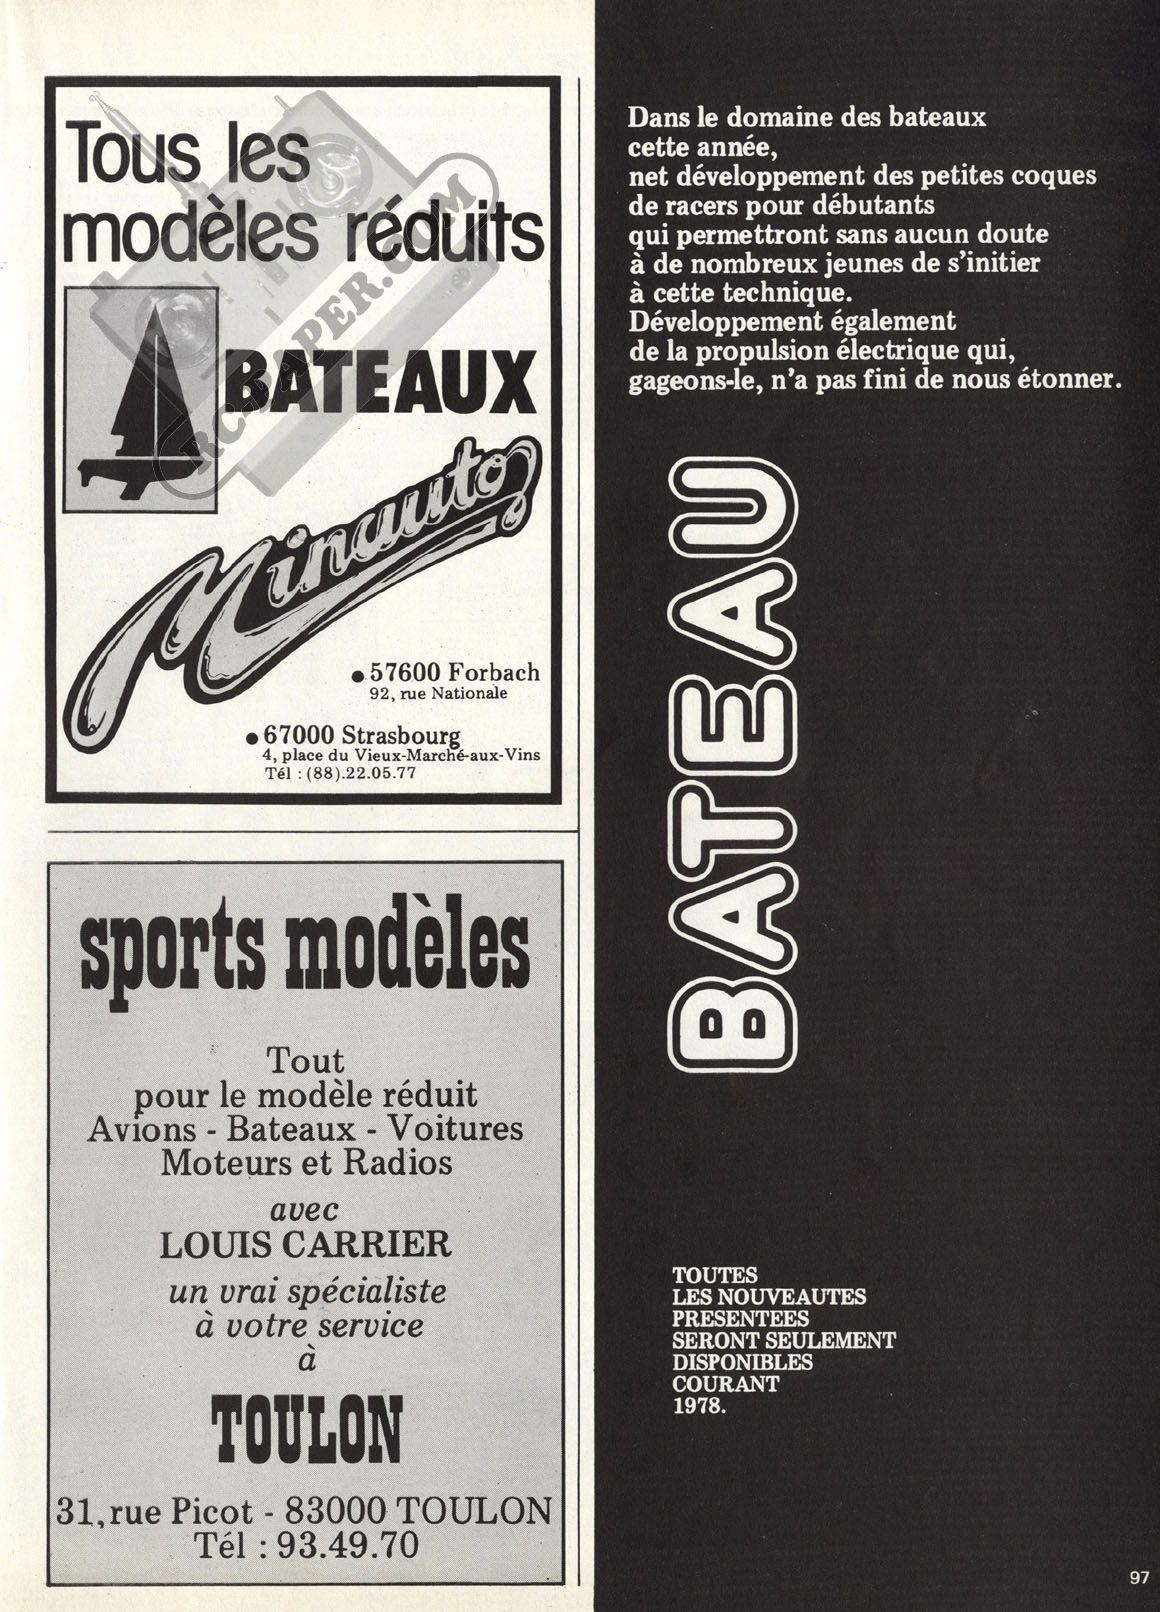 Tous les
modèles réduits
BATEAUX
Minauto
• 57600 Forbach
92, rue Nationale
• 67000 Strasbourg
4, place du Vieux-Marché-aux-Vins
Tél : (88).22.05.77
RC-PAPER.COM
sports modèles
Tout
pour le modèle réduit
Avions - Bateaux - Voitures
Moteurs et Radios
avec
LOUIS CARRIER
un vrai spécialiste
à votre service
à
TOULON
31, rue Picot - 83000 TOULON
Tél : 93.49.70
Dans le domaine des bateaux
cette année,
net développement des petites coques
de racers pour débutants
qui permettront sans aucun doute
à de nombreux jeunes de s'initier
à cette technique.
Développement également
de la propulsion électrique qui,
gageons-le, n'a pas fini de nous étonner.
BATEAU
TOUTES
LES NOUVEAUTES
PRESENTEES
SERONT SEULEMENT
DISPONIBLES
COURANT
1978.
97